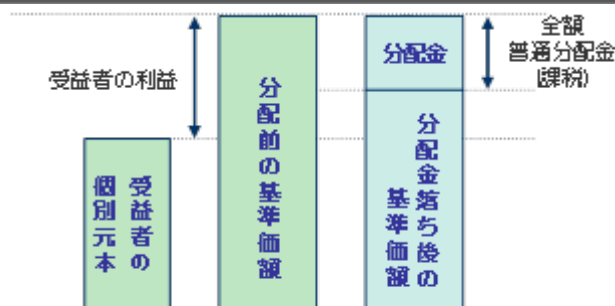 全額
普通分配金
(課税)
分配金
受益者の利益
分配前の基準価額
分配金落ち後の
基準価額
受益者の
個別元本